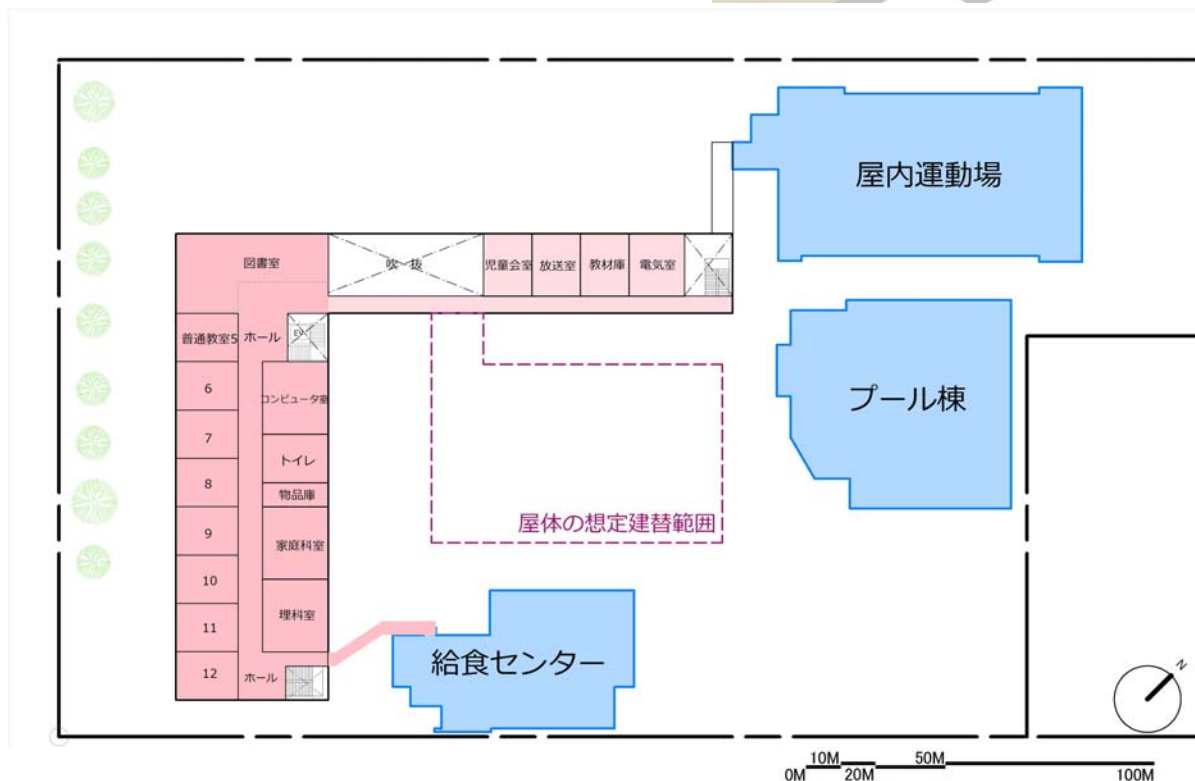 屋内運動場
図書室
吹　抜
児童会室
放送室
教材庫
電気室
普通教室5
ホール
EV
6
コンピュータ室
プール棟
7
トイレ
8
物品庫
屋体の想定建替範囲
9
家庭科室
10
11
理科室
12
ホール
給食センター
N
0M
10M
20M
50M
100M